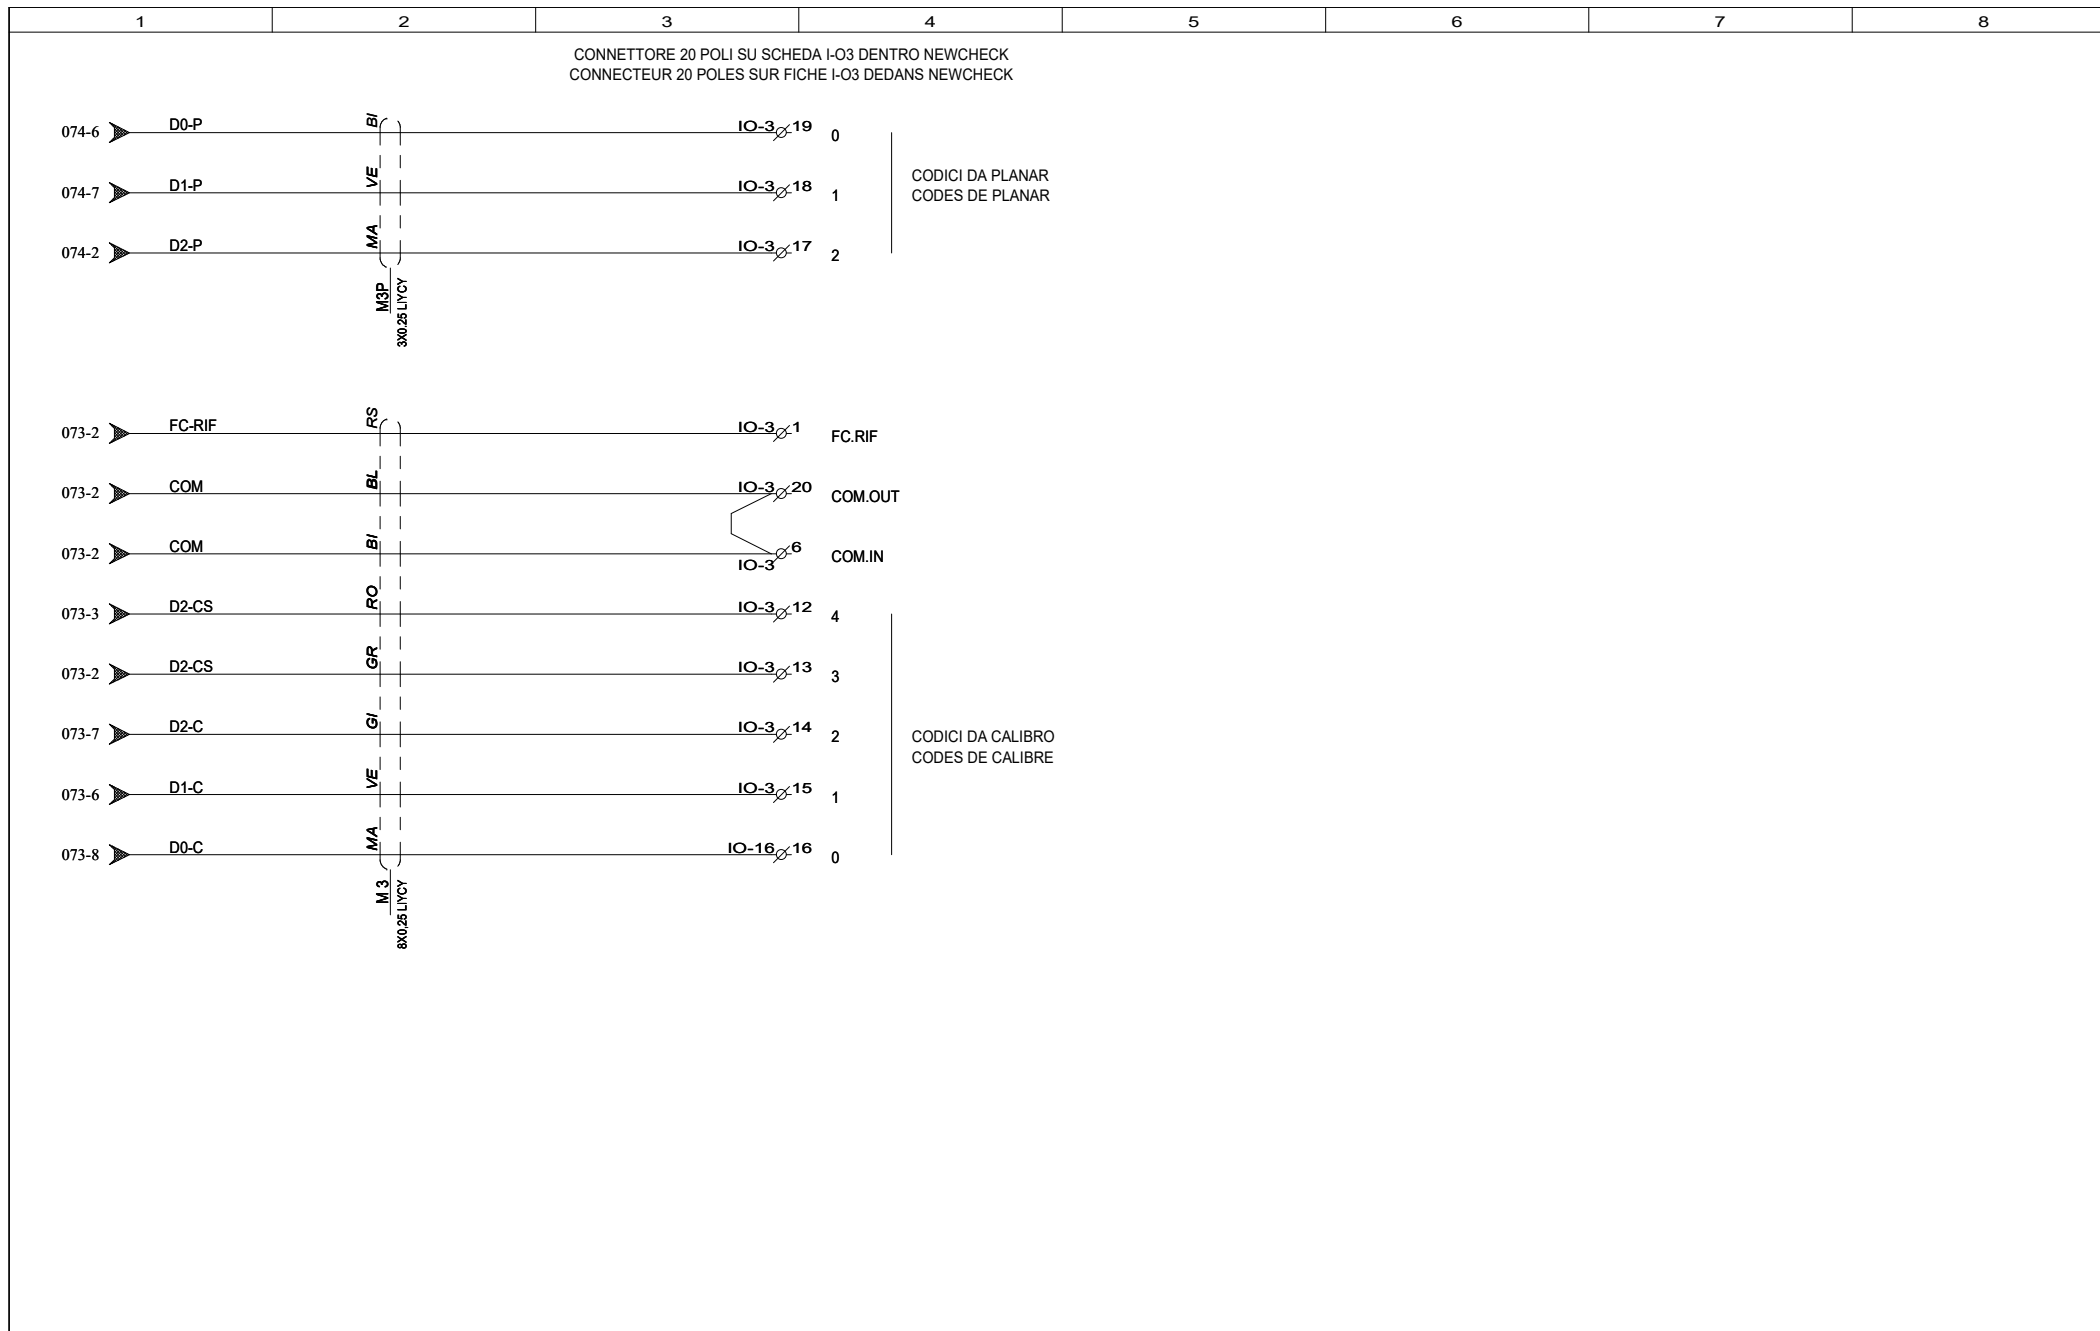 1 2 3 4 5 6 7 8
CONNETTORE 20 POLI SU SCHEDA I-O3 DENTRO NEWCHECK
CONNECTEUR 20 POLES SUR FICHE I-O3 DEDANS NEWCHECK
074-6 D0-P BI IO-3 19 0
074-7 D1-P VE IO-3 18 1
074-2 D2-P MA IO-3 17 2
CODICI DA PLANAR
CODES DE PLANAR
M3P
3X0.25 LIYCY
073-2 FC-RIF RS IO-3 1 FC.RIF
073-2 COM BL IO-3 20 COM.OUT
073-2 COM BI IO-3 6 COM.IN
073-3 D2-CS RO IO-3 12 4
073-2 D2-CS GR IO-3 13 3
073-7 D2-C GI IO-3 14 2
073-6 D1-C VE IO-3 15 1
073-8 D0-C MA IO-16 16 0
CODICI DA CALIBRO
CODES DE CALIBRE
M 3
8X0,25 LIYCY